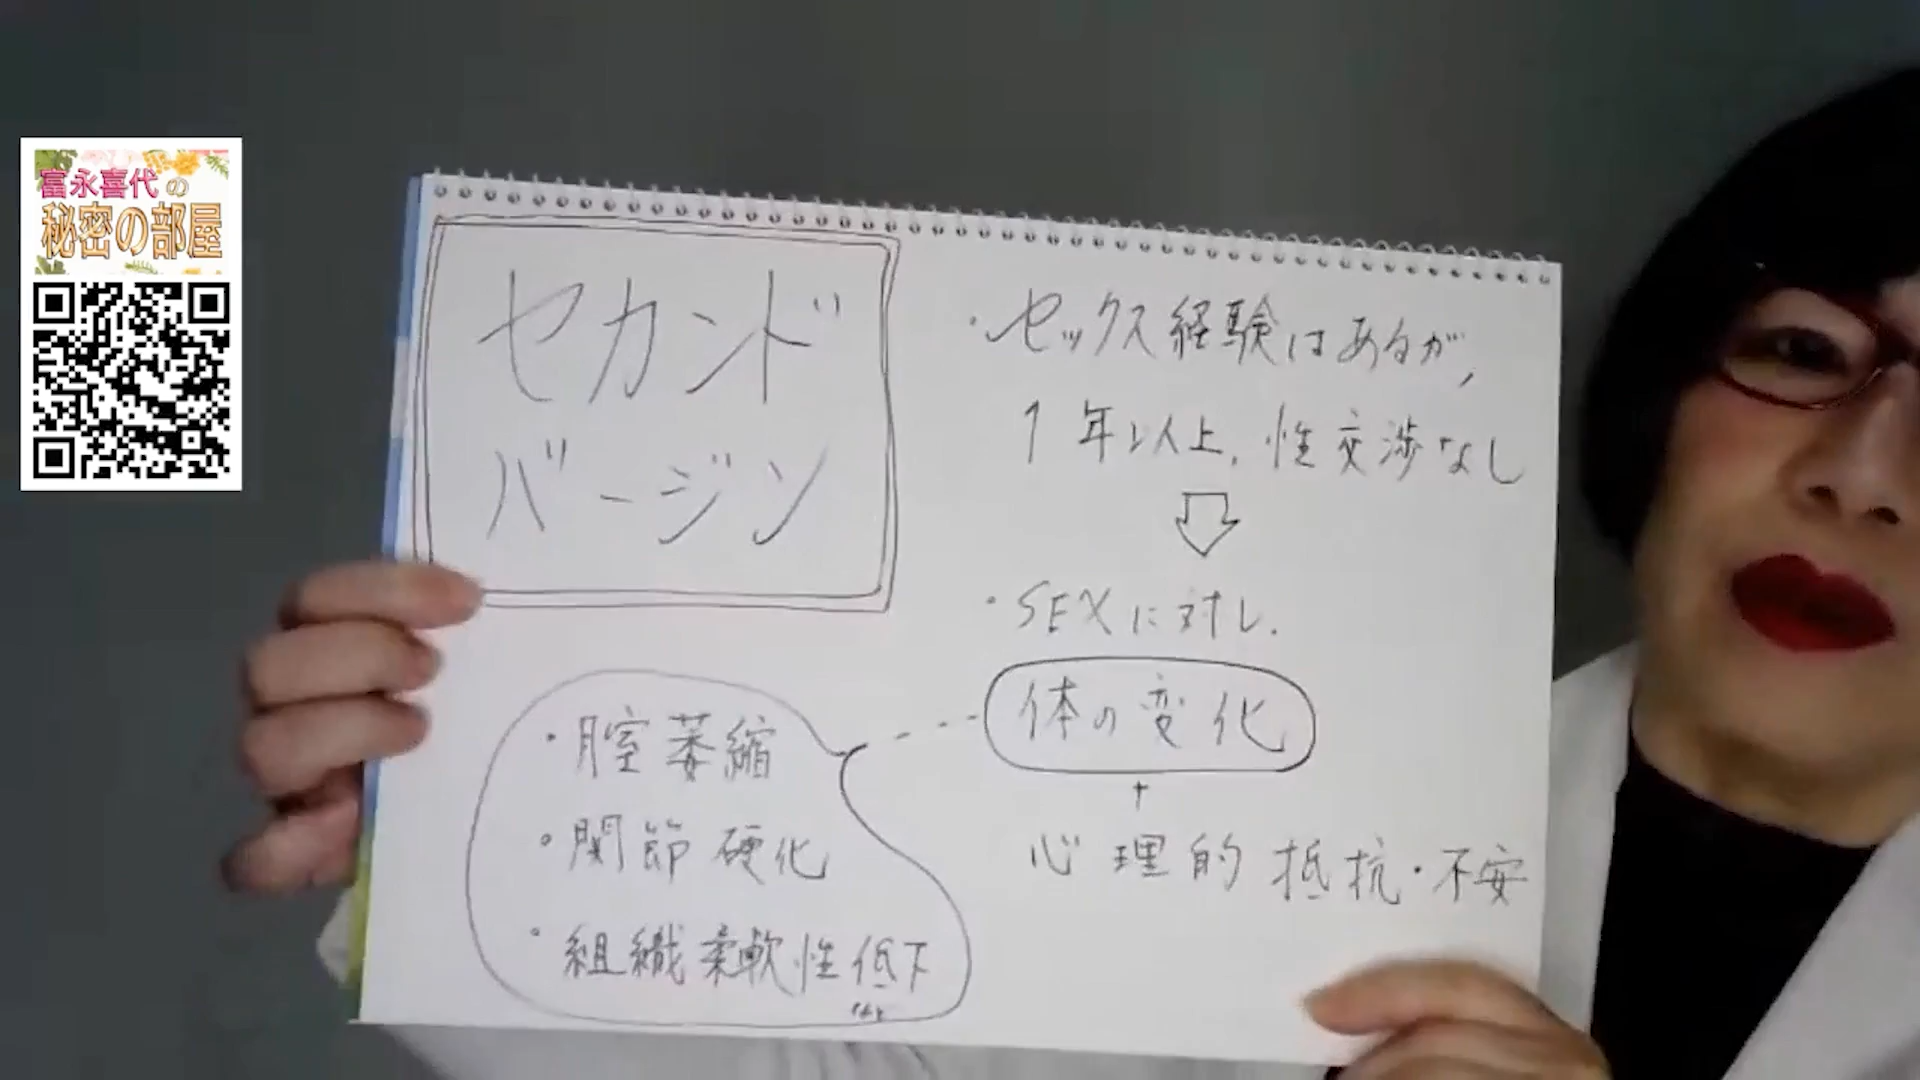 富永喜代の
秘密の部屋
セカンド
バージン
・セックス経験はあるが,
1年以上,性交渉なし
・SEXに対し.
体の変化
+
心理的抵抗・不安
・腟萎縮
・関節硬化
・組織柔軟性低下